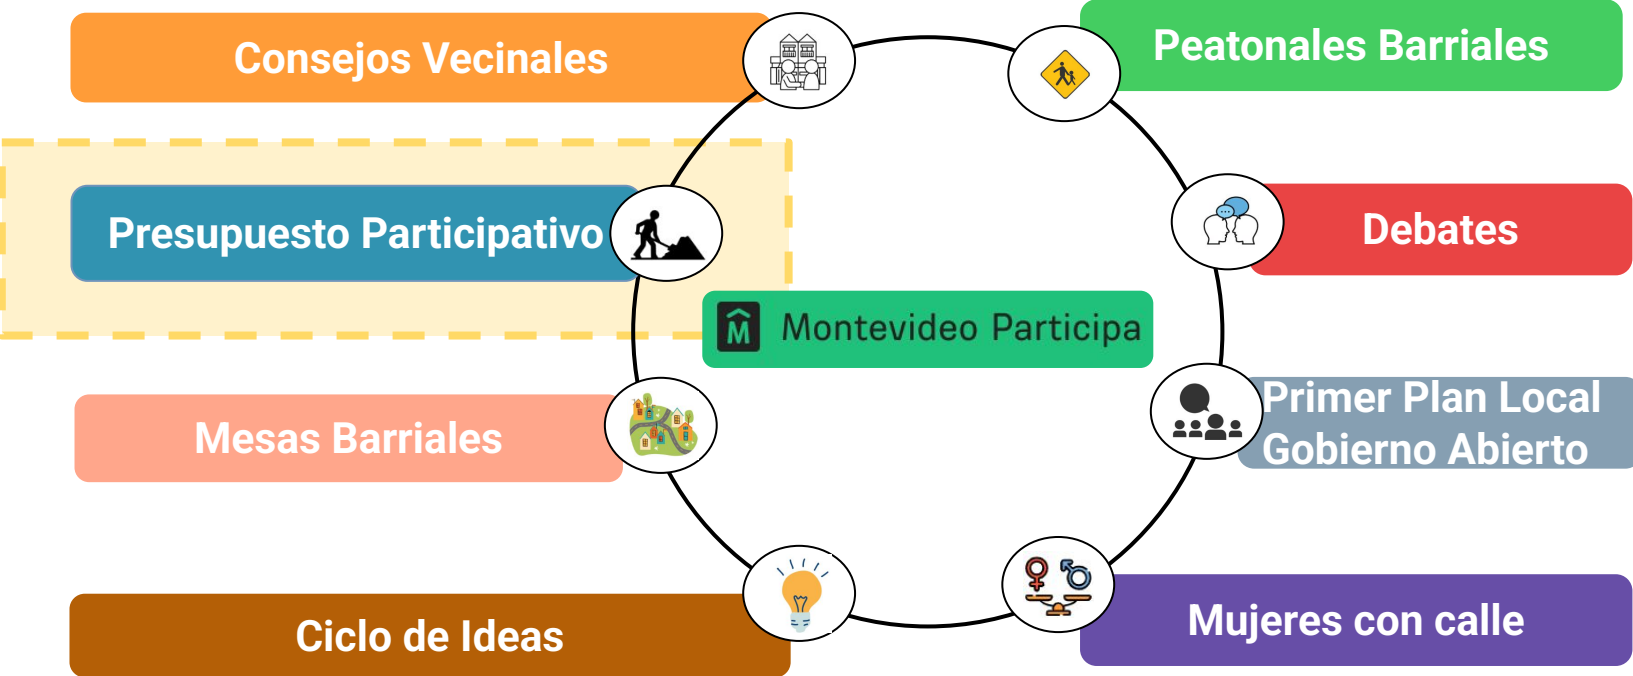 Consejos Vecinales
Peatonales Barriales
Presupuesto Participativo
Debates
Montevideo Participa
Mesas Barriales
Primer Plan Local
Gobierno Abierto
Ciclo de Ideas
Mujeres con calle